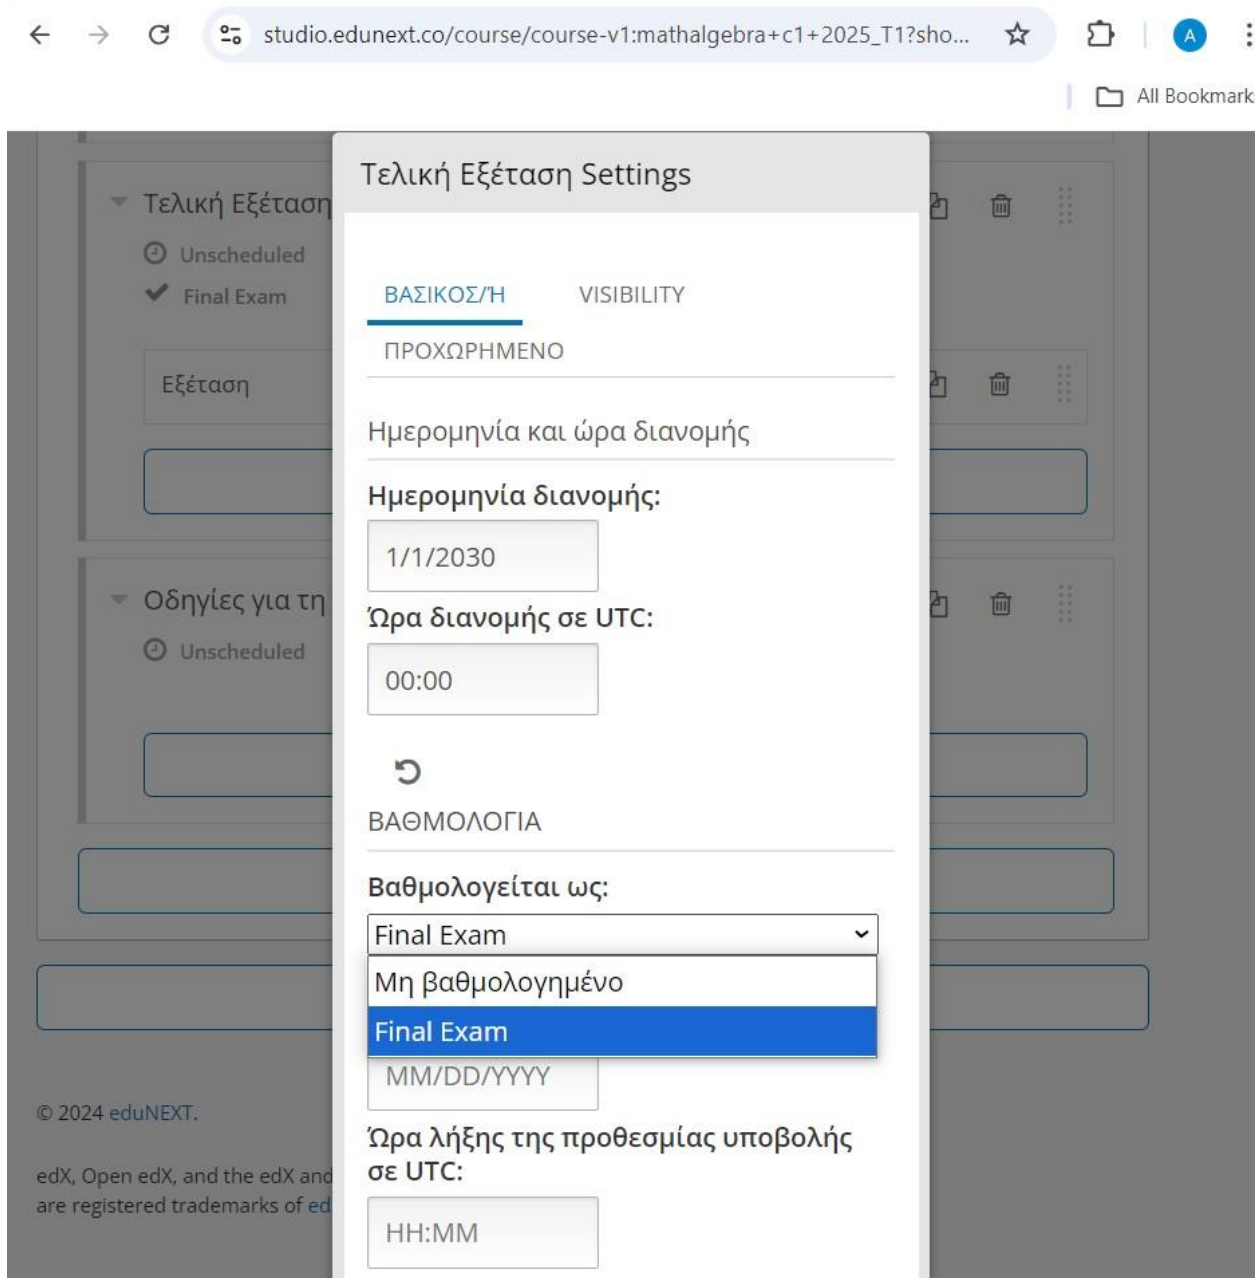 studio.edunext.co/course/course-v1:mathalgebra+c1+2025_T1?sho...
A
All Bookmark
Τελική Εξέταση Settings
Τελική Εξέταση
Unscheduled
Final Exam
ΒΑΣΙΚΟΣ/Ή
VISIBILITY
ΠΡΟΧΩΡΗΜΕΝΟ
Εξέταση
Ημερομηνία και ώρα διανομής
Ημερομηνία διανομής:
1/1/2030
Οδηγίες για τη
Ώρα διανομής σε UTC:
Unscheduled
00:00
ΒΑΘΜΟΛΟΓΙΑ
Βαθμολογείται ως:
Final Exam
Μη βαθμολογημένο
Final Exam
MM/DD/YYYY
© 2024 eduNEXT.
Ώρα λήξης της προθεσμίας υποβολής
σε UTC:
edX, Open edX, and the edX and
are registered trademarks of ed
HH:MM